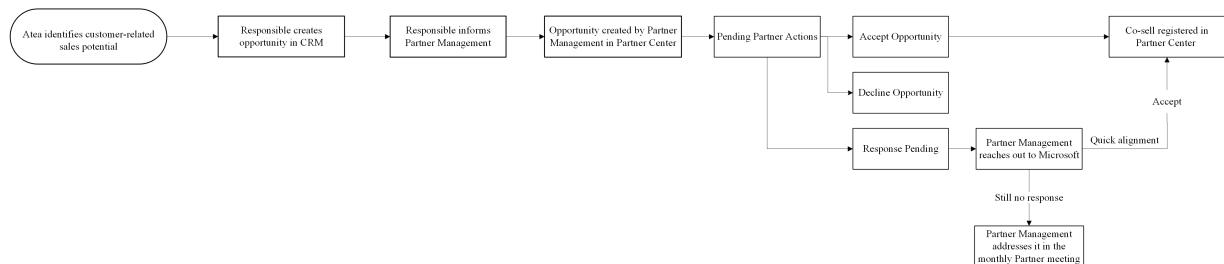 Atea identifies customer-related
sales potential
Responsible creates
opportunity in CRM
Responsible informs
Partner Management
Opportunity created by Partner
Management in Partner Center
Pending Partner Actions
Accept Opportunity
Co-sell registered in
Partner Center
Decline Opportunity
Accept
Response Pending
Partner Management
reaches out to Microsoft
Quick alignment
Still no response
Partner Management
addresses it in the
monthly Partner meeting